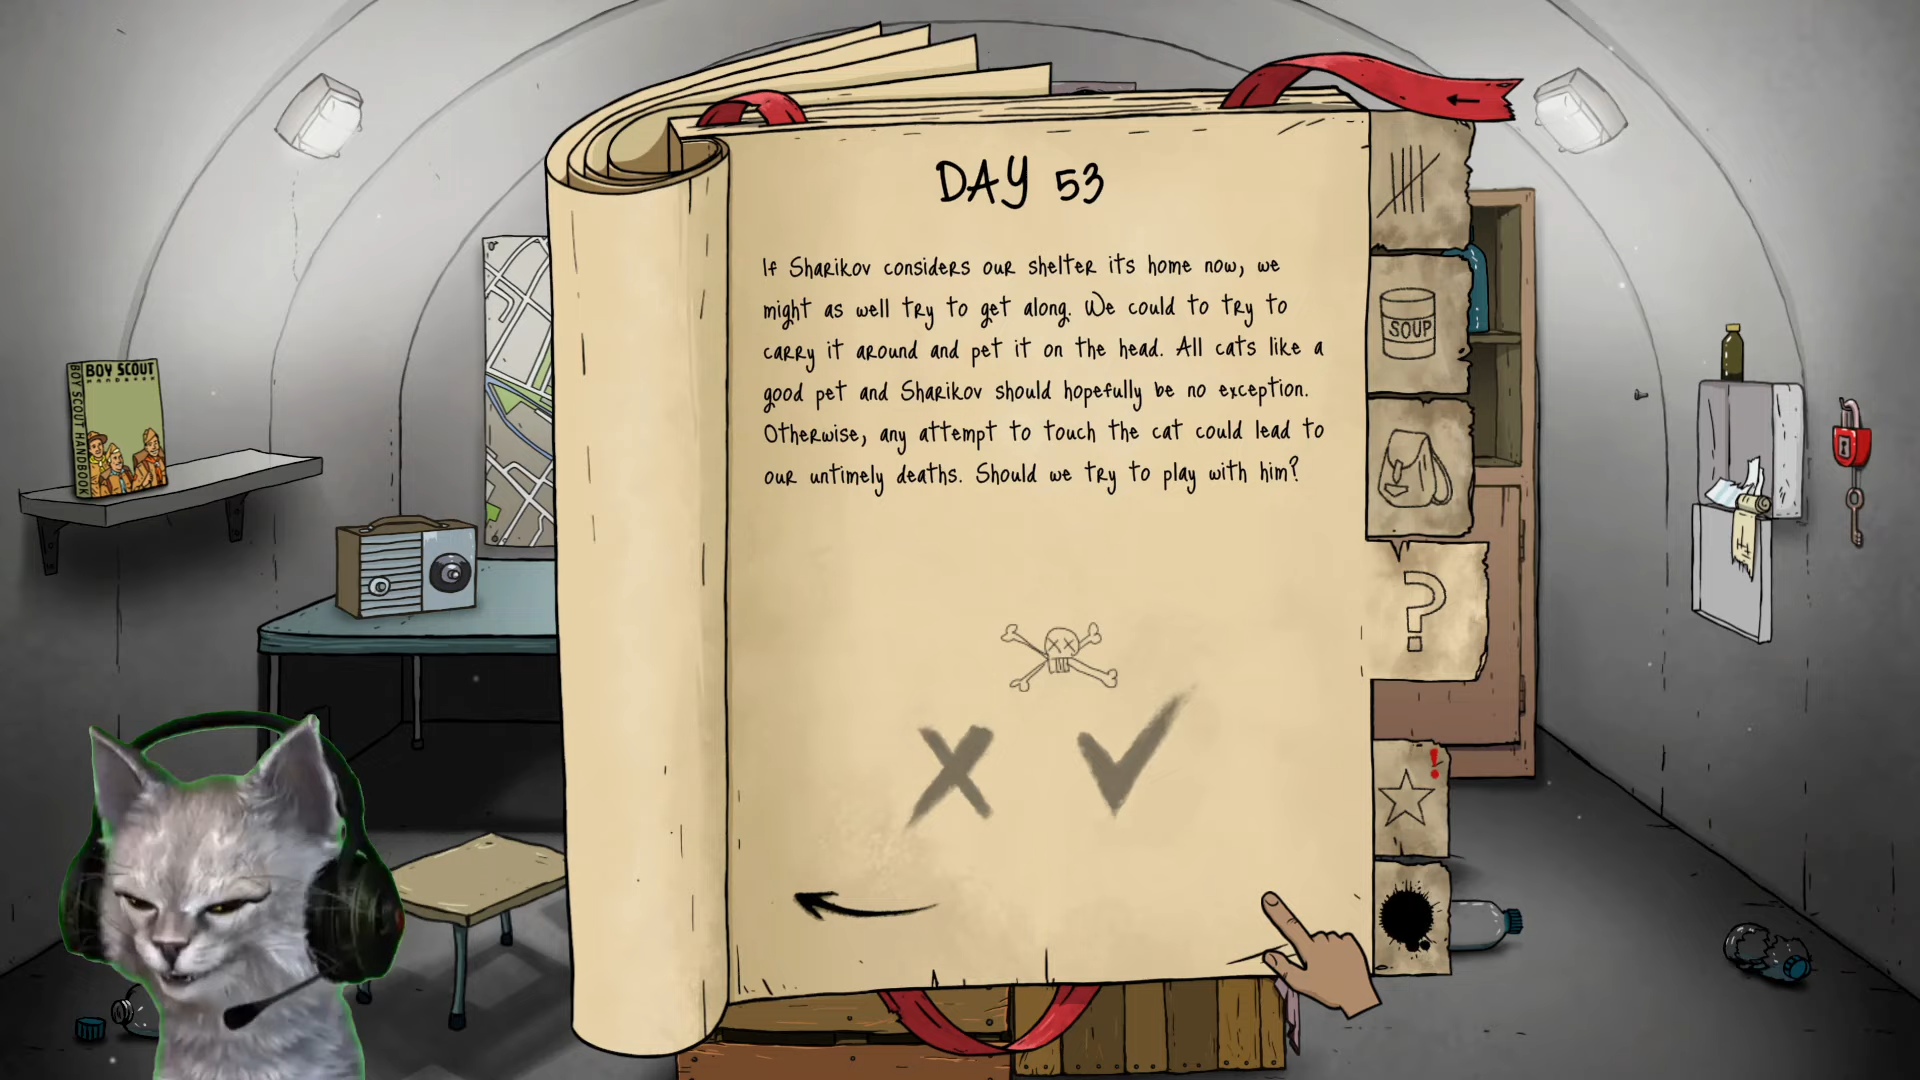 DAY 53
If Sharikov considers our shelter its home now, we
might as well try to get along. We could to try to
carry it around and pet it on the head. All cats like a
good pet and Sharikov should hopefully be no exception.
Otherwise, any attempt to touch the cat could lead to
our untimely deaths. Should we try to play with him?
SOUP
?
!
BOY SCOUT
HANDBOOK
BOY SCOUT HANDBOOK